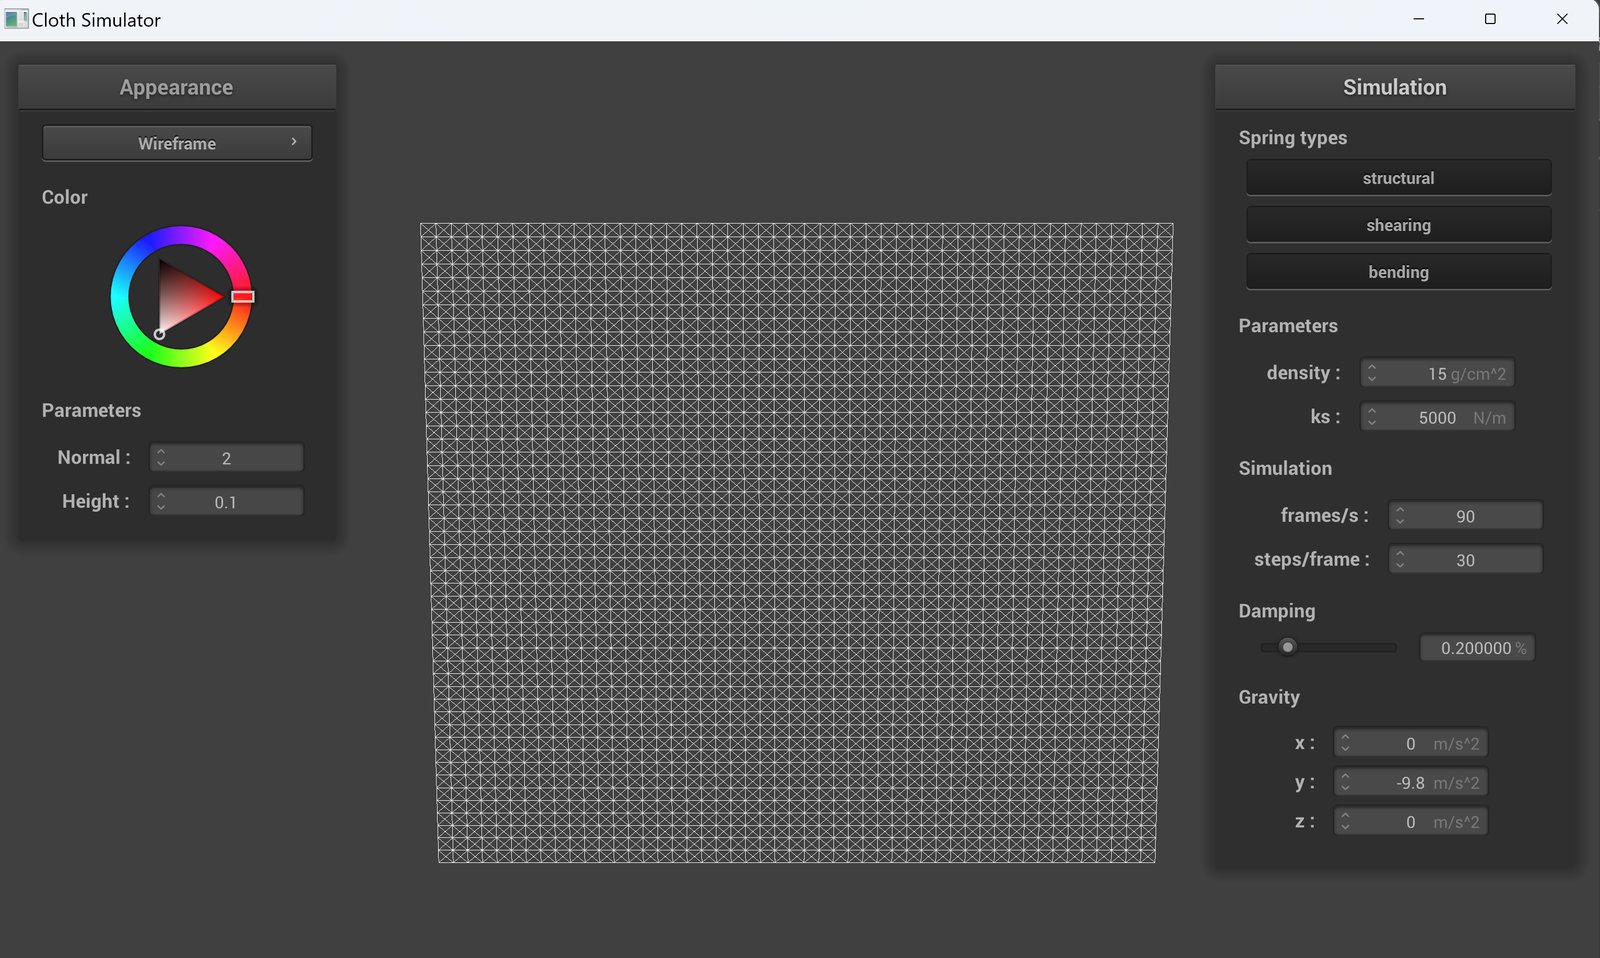 Cloth Simulator
Appearance
Wireframe
Color
Parameters
Normal : 2
Height : 0.1
Simulation
Spring types
structural
shearing
bending
Parameters
density : 15 g/cm^2
ks : 5000 N/m
Simulation
frames/s : 90
steps/frame : 30
Damping
0.200000 %
Gravity
x : 0 m/s^2
y : -9.8 m/s^2
z : 0 m/s^2